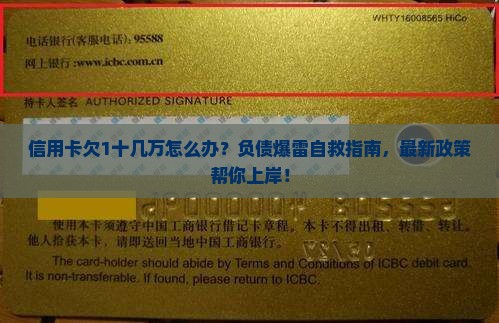 WHTY16008565 HiCo
电话银行(客服电话):95588
网上银行:www.icbc.com.cn
持卡人签名 AUTHORIZED SIGNATURE
信用卡欠1十几万怎么办？负债爆雷自救指南，最新政策
帮你上岸！
使用本卡须遵守中国工商银行借记卡章程。本卡不得出租、转借、转让。
他人拾获本卡，请即送回当地中国工商银行。
The card-holder should abide by Terms and Conditions of ICBC debit card.
It is non-transferable. If found, please return to ICBC.